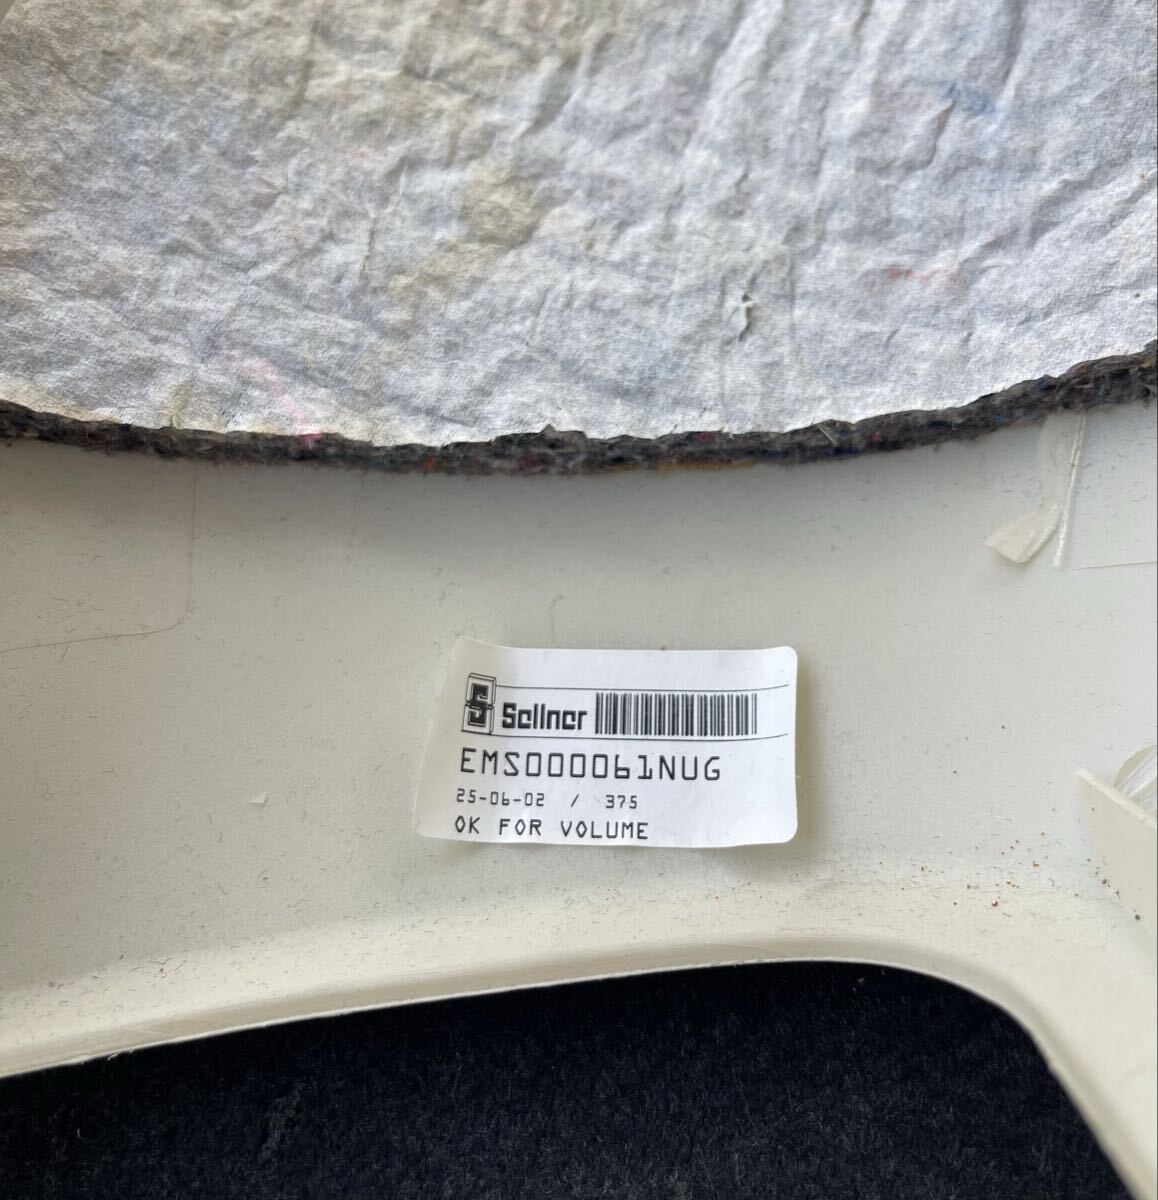 Sellner
EMS000061NUG
25-06-02 / 375
OK FOR VOLUME